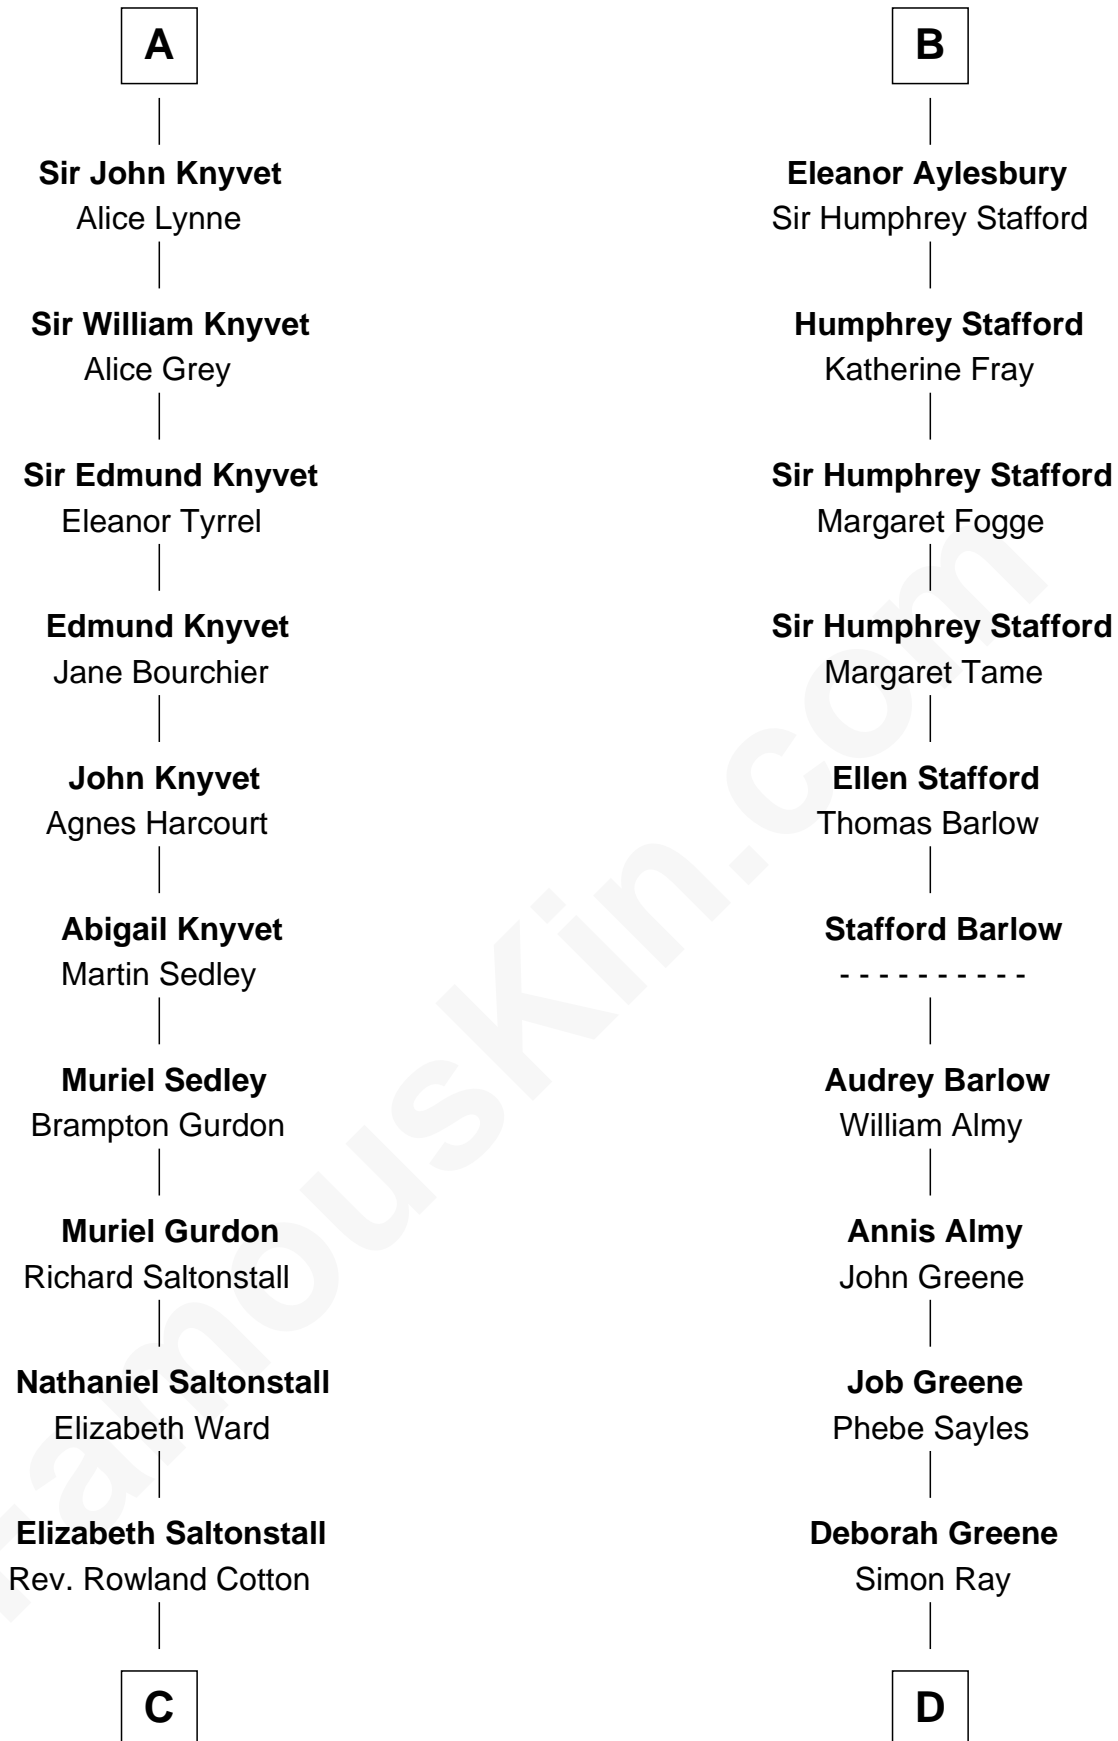 A
Sir John Knyvet
Alice Lynne
Sir William Knyvet
Alice Grey
Sir Edmund Knyvet
Eleanor Tyrrel
Edmund Knyvet
Jane Bourchier
John Knyvet
Agnes Harcourt
Abigail Knyvet
Martin Sedley
Muriel Sedley
Brampton Gurdon
Muriel Gurdon
Richard Saltonstall
Nathaniel Saltonstall
Elizabeth Ward
Elizabeth Saltonstall
Rev. Rowland Cotton
C
B
Eleanor Aylesbury
Sir Humphrey Stafford
Humphrey Stafford
Katherine Fray
Sir Humphrey Stafford
Margaret Fogge
Sir Humphrey Stafford
Margaret Tame
Ellen Stafford
Thomas Barlow
Stafford Barlow
- - - - - - - - - -
Audrey Barlow
William Almy
Annis Almy
John Greene
Job Greene
Phebe Sayles
Deborah Greene
Simon Ray
D
FamousKin.com